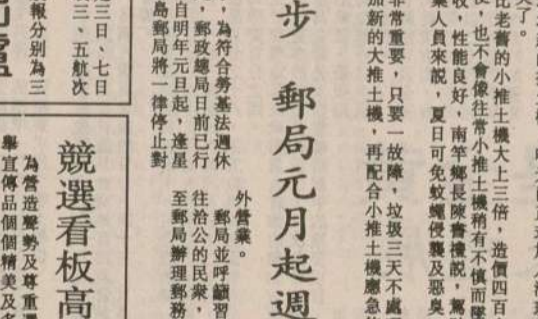 比老舊的小推土機大上三倍，造價四百
，也不會像往常小推土機稍有不慎而墜
收，性能良好，南竿鄉長陳書禮說，駕
業人員來說，夏日可免蚊蠅侵襲及惡臭
非常重要，只要一故障，垃圾三天不處
加新的大推土機，再配合小推土機應急
步 郵局元月起週
，為符合勞基法週休
，郵政總局日前已行
自明年元旦起，逢星
島郵局將一律停止對
外營業。
郵局並呼籲習
往洽公的民眾，
至郵局辦理郵務
三日、七日
三、五航次
報分別為三
競選看板高
為營造聲勢及尊重
舉宣傳品個個精美及多